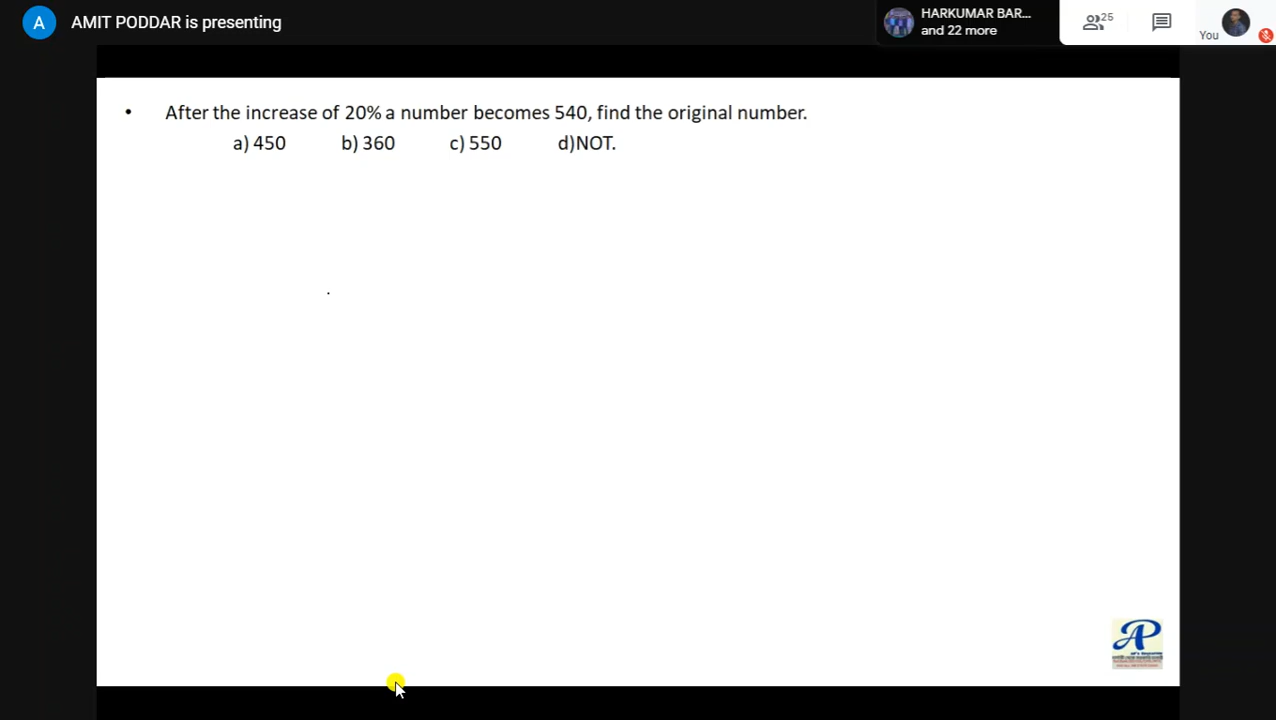 A
AMIT PODDAR is presenting
HARKUMAR BAR...
and 22 more
25
You
• After the increase of 20% a number becomes 540, find the original number.
a) 450 b) 360 c) 550 d)NOT.
AP